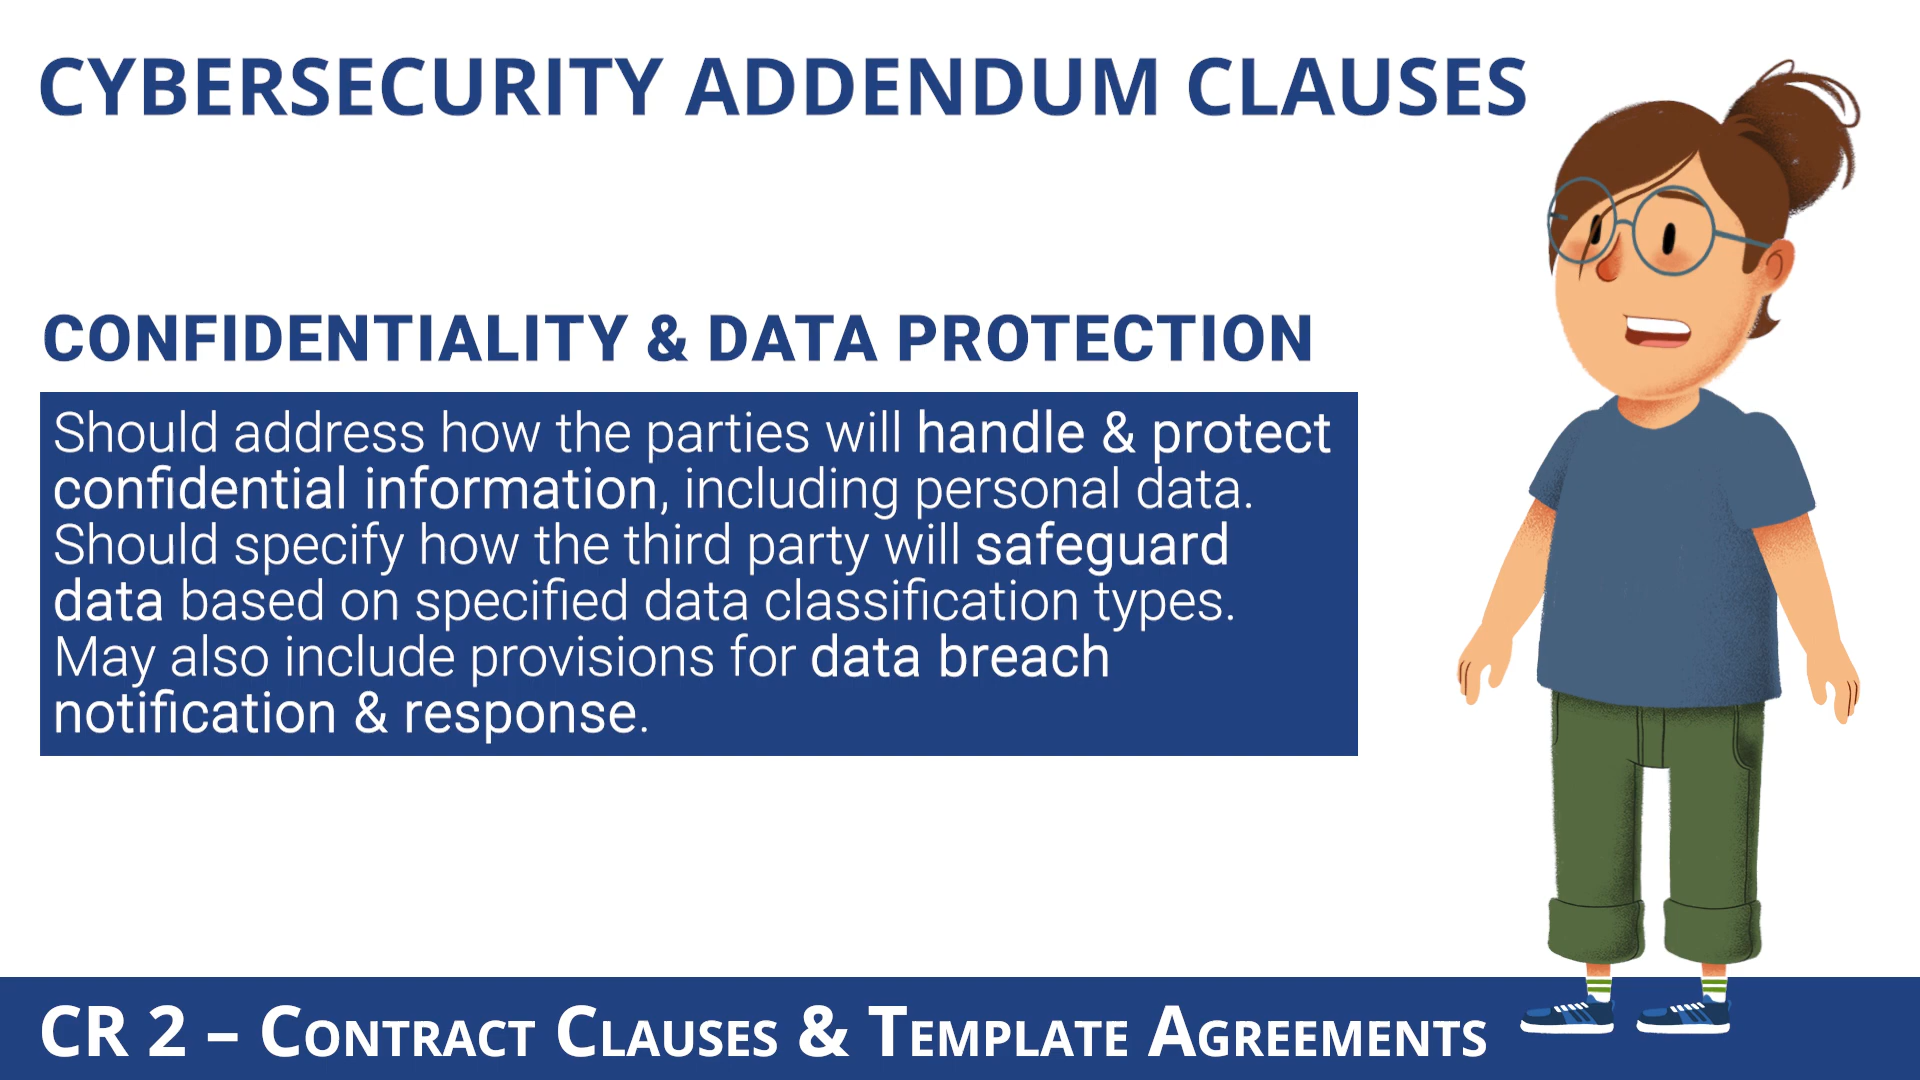 CYBERSECURITY ADDENDUM CLAUSES
CONFIDENTIALITY & DATA PROTECTION
Should address how the parties will handle & protect
confidential information, including personal data.
Should specify how the third party will safeguard
data based on specified data classification types.
May also include provisions for data breach
notification & response.
CR 2 – Contract Clauses & Template Agreements